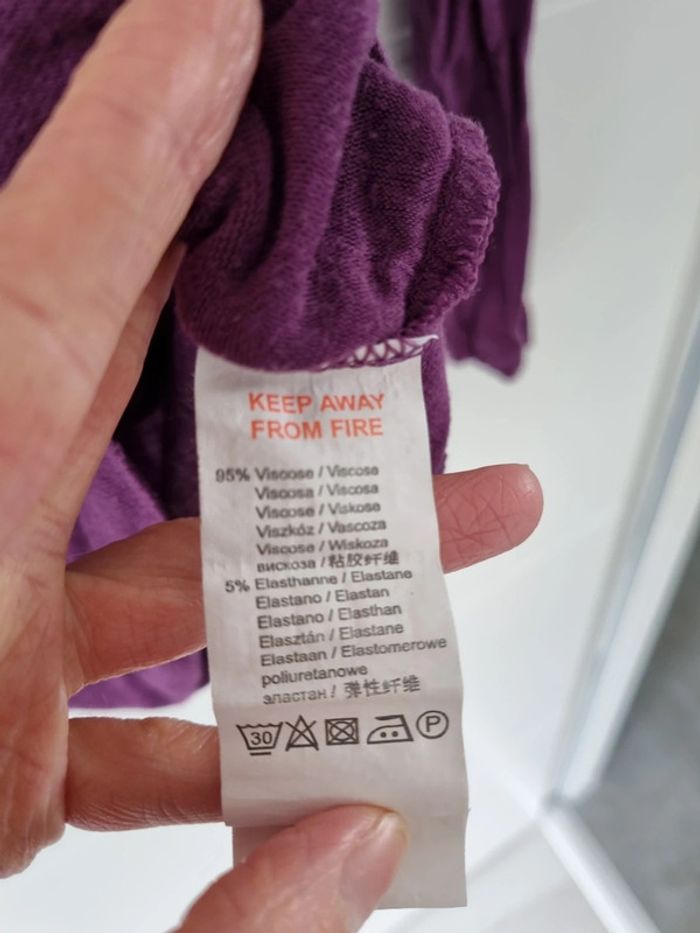 KEEP AWAY
FROM FIRE
95% Viscose / Viscose
Viscosa / Viscosa
Viscose / Viskose
Viszkóz / Vascoza
Viscose / Wiskoza
вискоза / 粘胶纤维
5% Elasthanne / Elastane
Elastano / Elastan
Elastano / Elasthan
Elasztán / Elastane
Elastaan / Elastomerowe
poliuretanowe
эластан / 弹性纤维
30 P